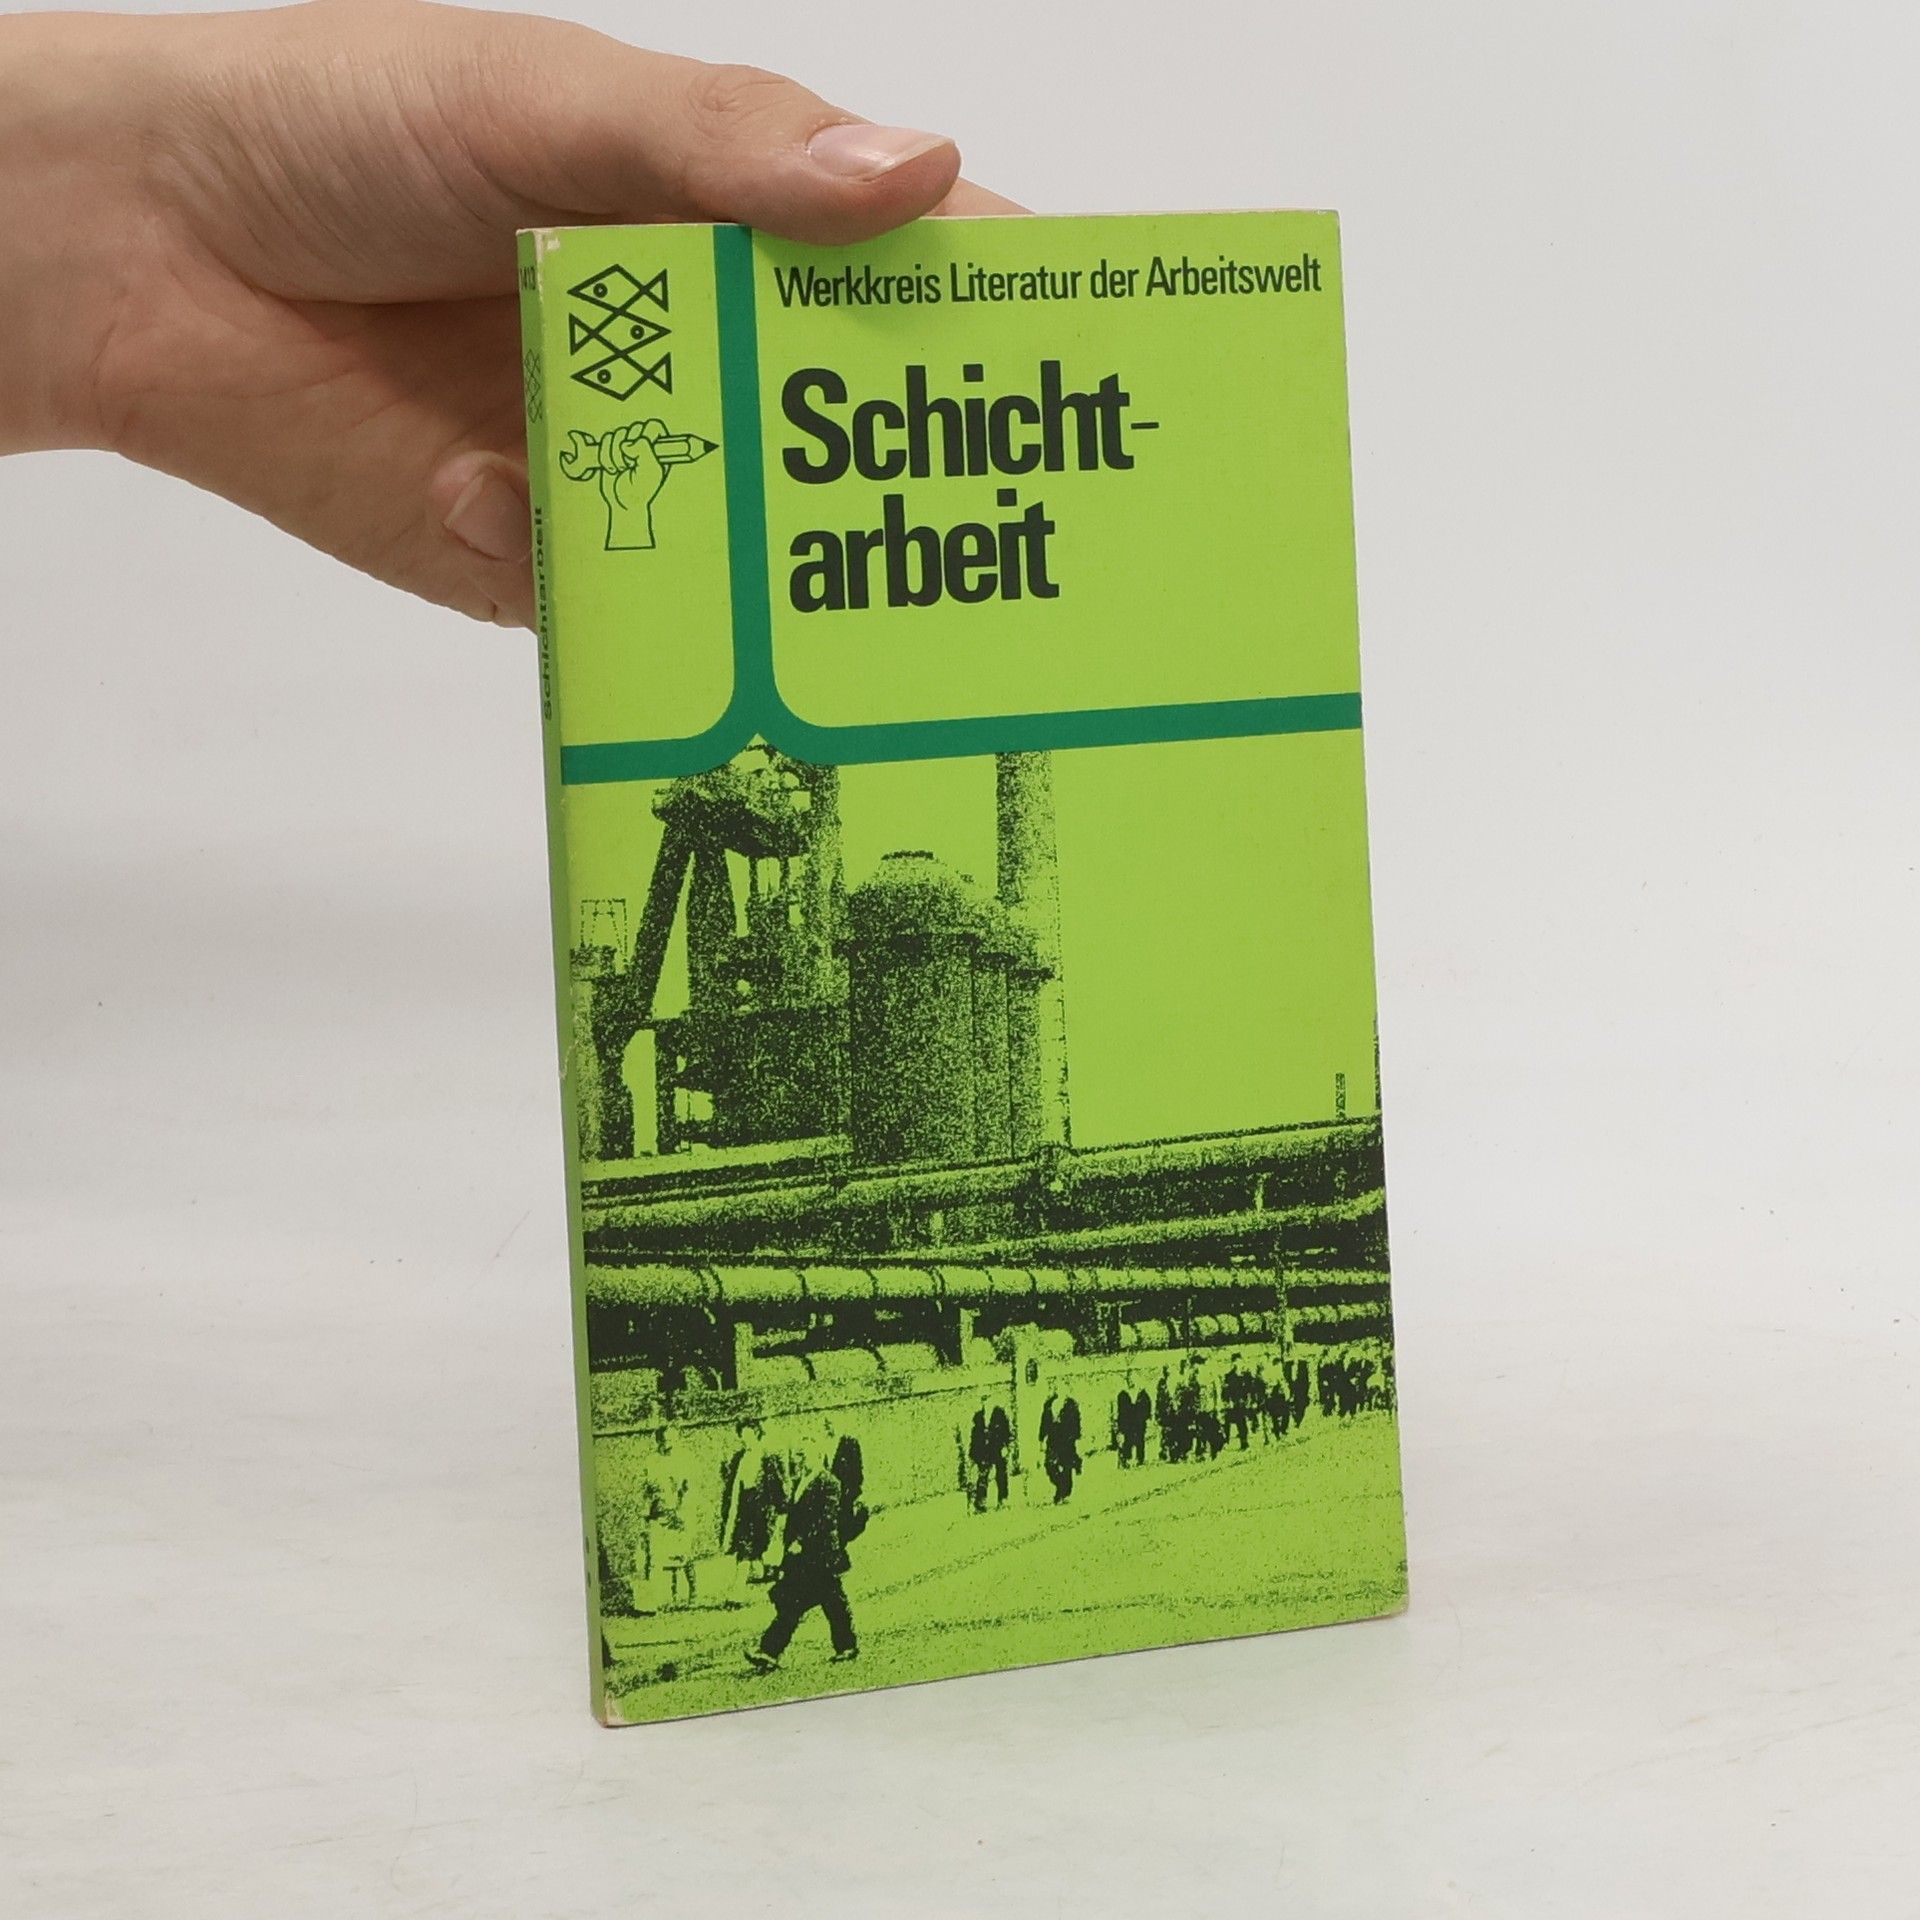 Werkkreis Literatur der Arbeitswelt
Schicht-
arbeit
Schichtarbeit